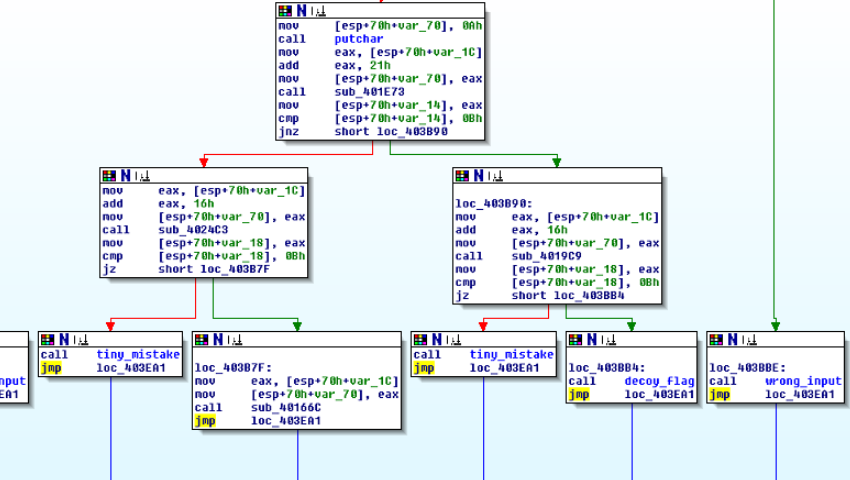 mov [esp+70h+var_70], 0Ah
call putchar
mov eax, [esp+70h+var_1C]
add eax, 21h
mov [esp+70h+var_70], eax
call sub_401E73
mov [esp+70h+var_14], eax
cmp [esp+70h+var_14], 0Bh
jnz short loc_403B90
mov eax, [esp+70h+var_1C]
add eax, 16h
mov [esp+70h+var_70], eax
call sub_4024C3
mov [esp+70h+var_18], eax
cmp [esp+70h+var_18], 0Bh
jz short loc_403B7F
loc_403B90:
mov eax, [esp+70h+var_1C]
add eax, 16h
mov [esp+70h+var_70], eax
call sub_4019C9
mov [esp+70h+var_18], eax
cmp [esp+70h+var_18], 0Bh
jz short loc_403BB4
nput
EA1
call tiny_mistake
jmp loc_403EA1
loc_403B7F:
mov eax, [esp+70h+var_1C]
mov [esp+70h+var_70], eax
call sub_40166C
jmp loc_403EA1
call tiny_mistake
jmp loc_403EA1
loc_403BB4:
call decoy_flag
jmp loc_403EA1
loc_403BBE:
call wrong_input
jmp loc_403EA1